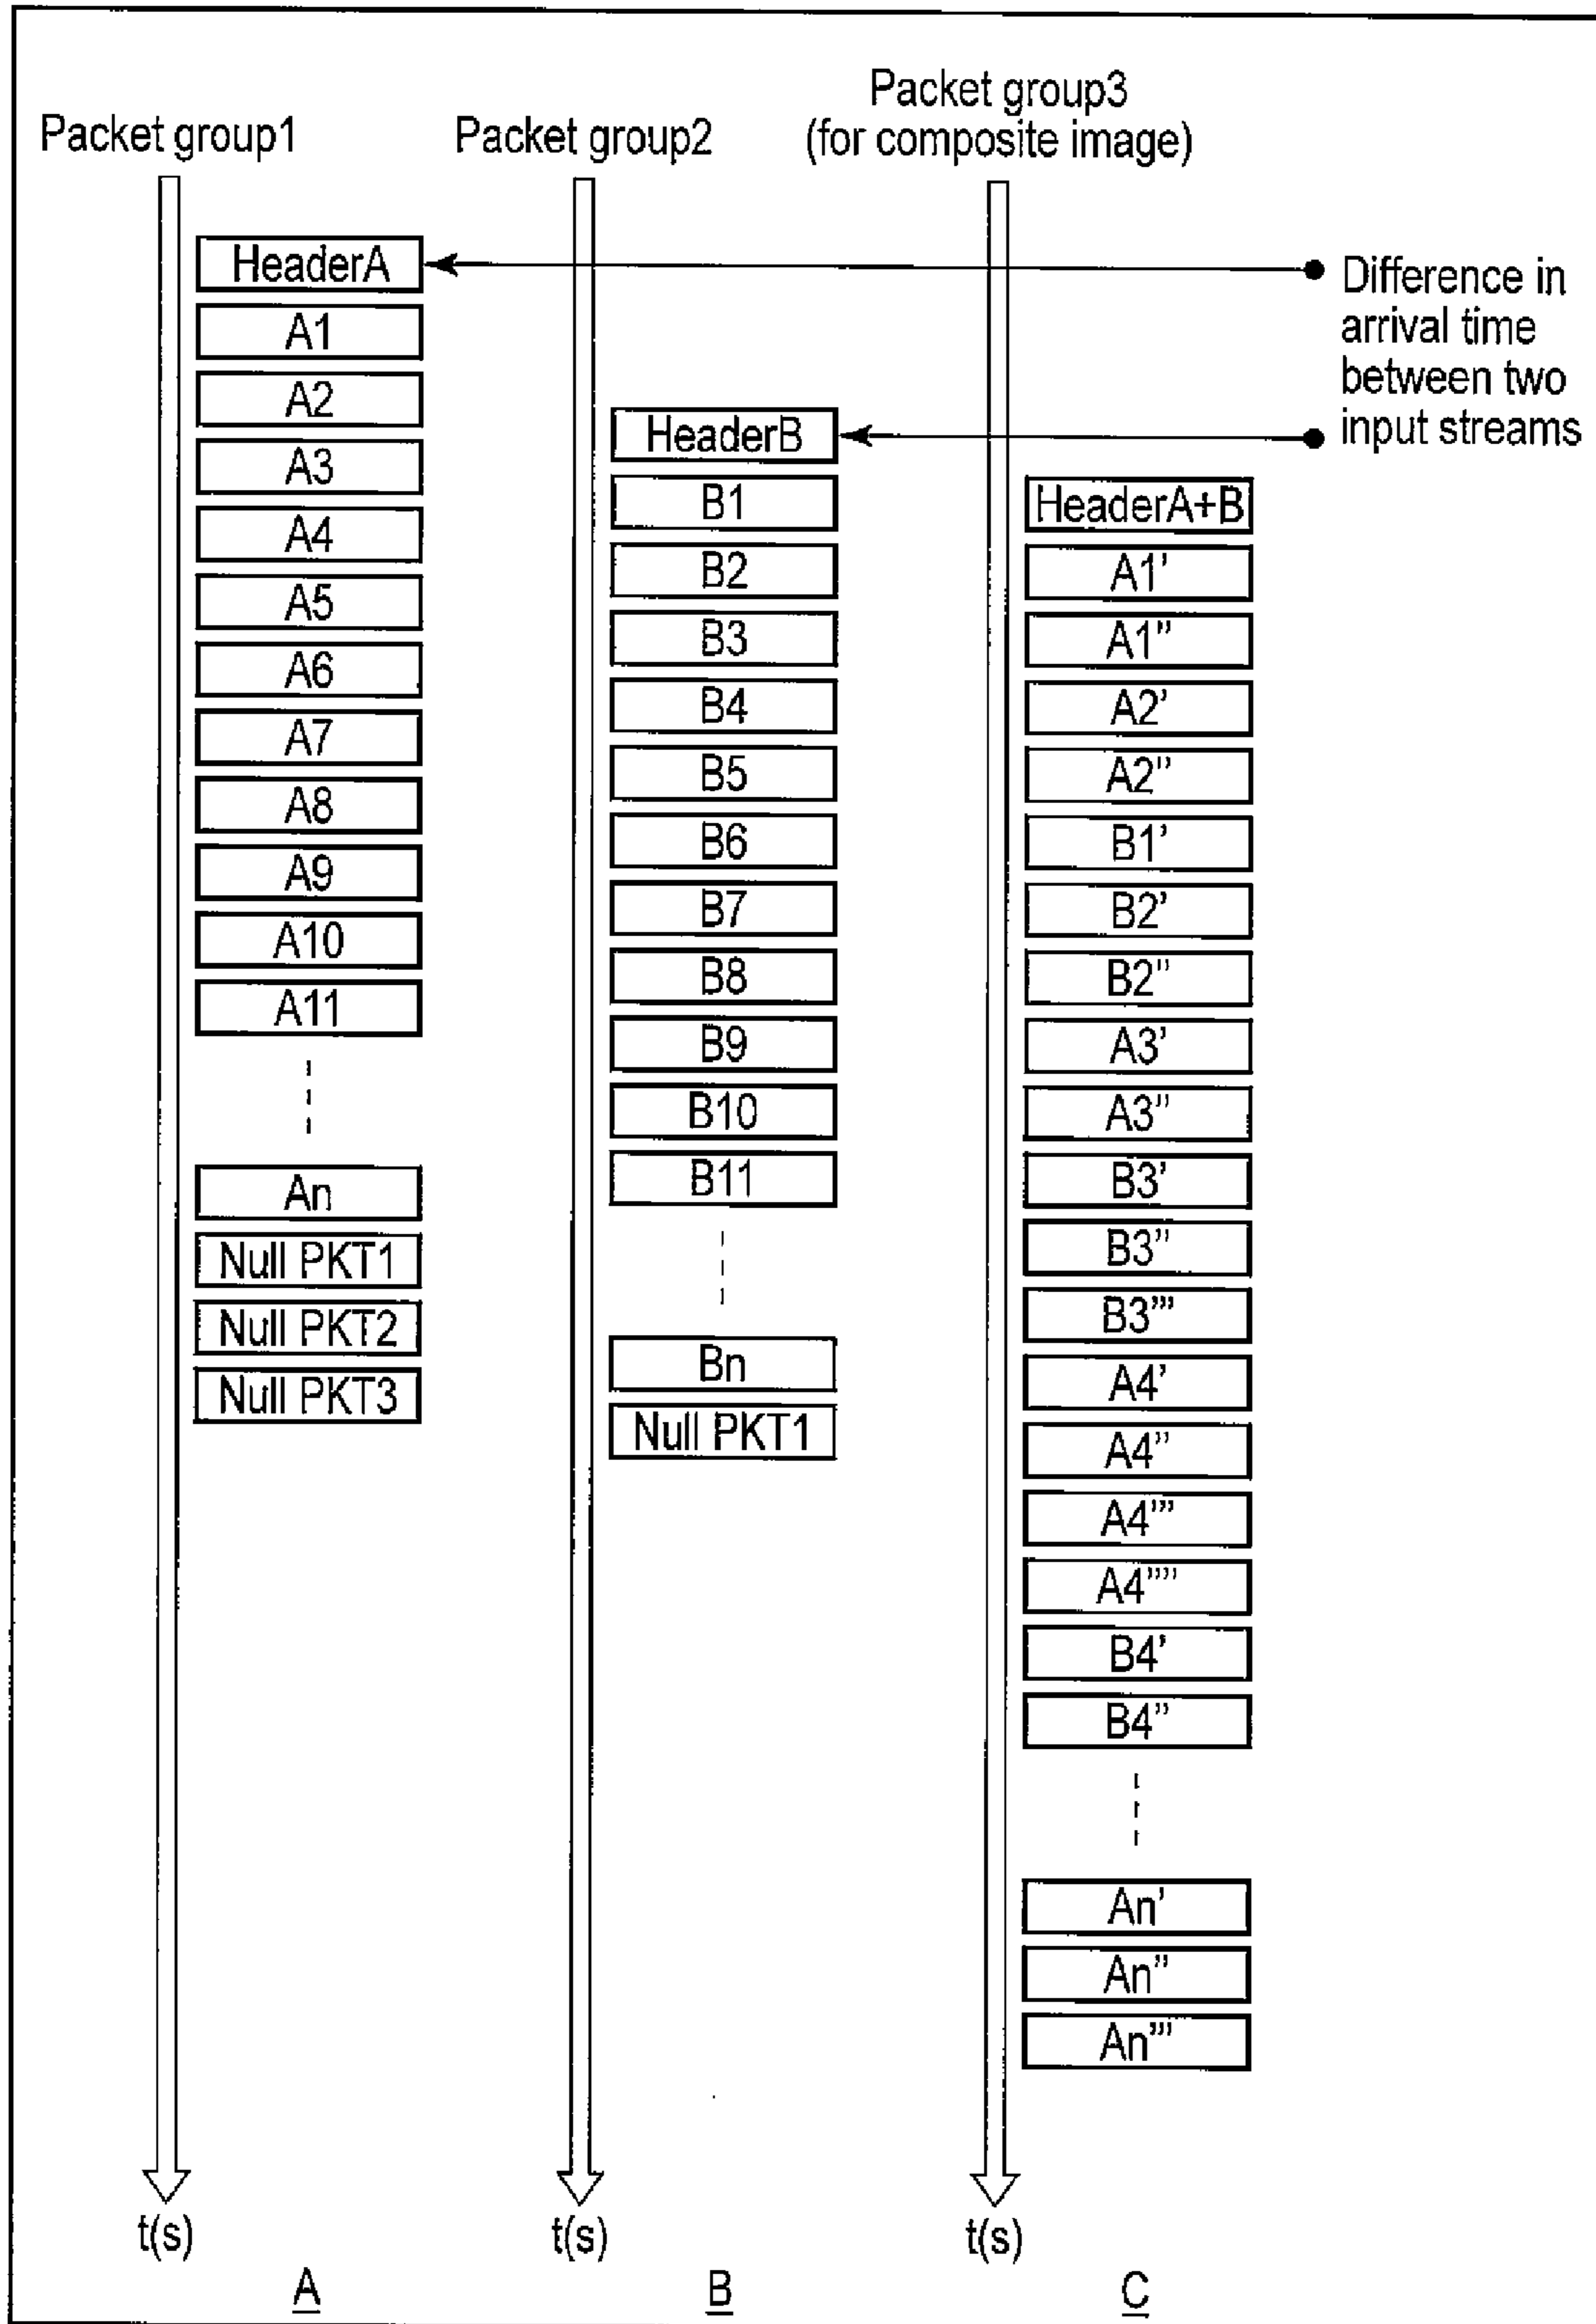 Packet group1
Packet group2
Packet group3
(for composite image)
HeaderA
A1
A2
A3
A4
A5
A6
A7
A8
A9
A10
A11
An
Null PKT1
Null PKT2
Null PKT3
t(s)
A
HeaderB
B1
B2
B3
B4
B5
B6
B7
B8
B9
B10
B11
Bn
Null PKT1
t(s)
B
HeaderA+B
A1'
A1"
A2'
A2"
B1'
B2'
B2"
A3'
A3"
B3'
B3"
B3"'
A4'
A4"
A4"'
A4""
B4'
B4"
An'
An"
An"'
t(s)
C
Difference in
arrival time
between two
input streams